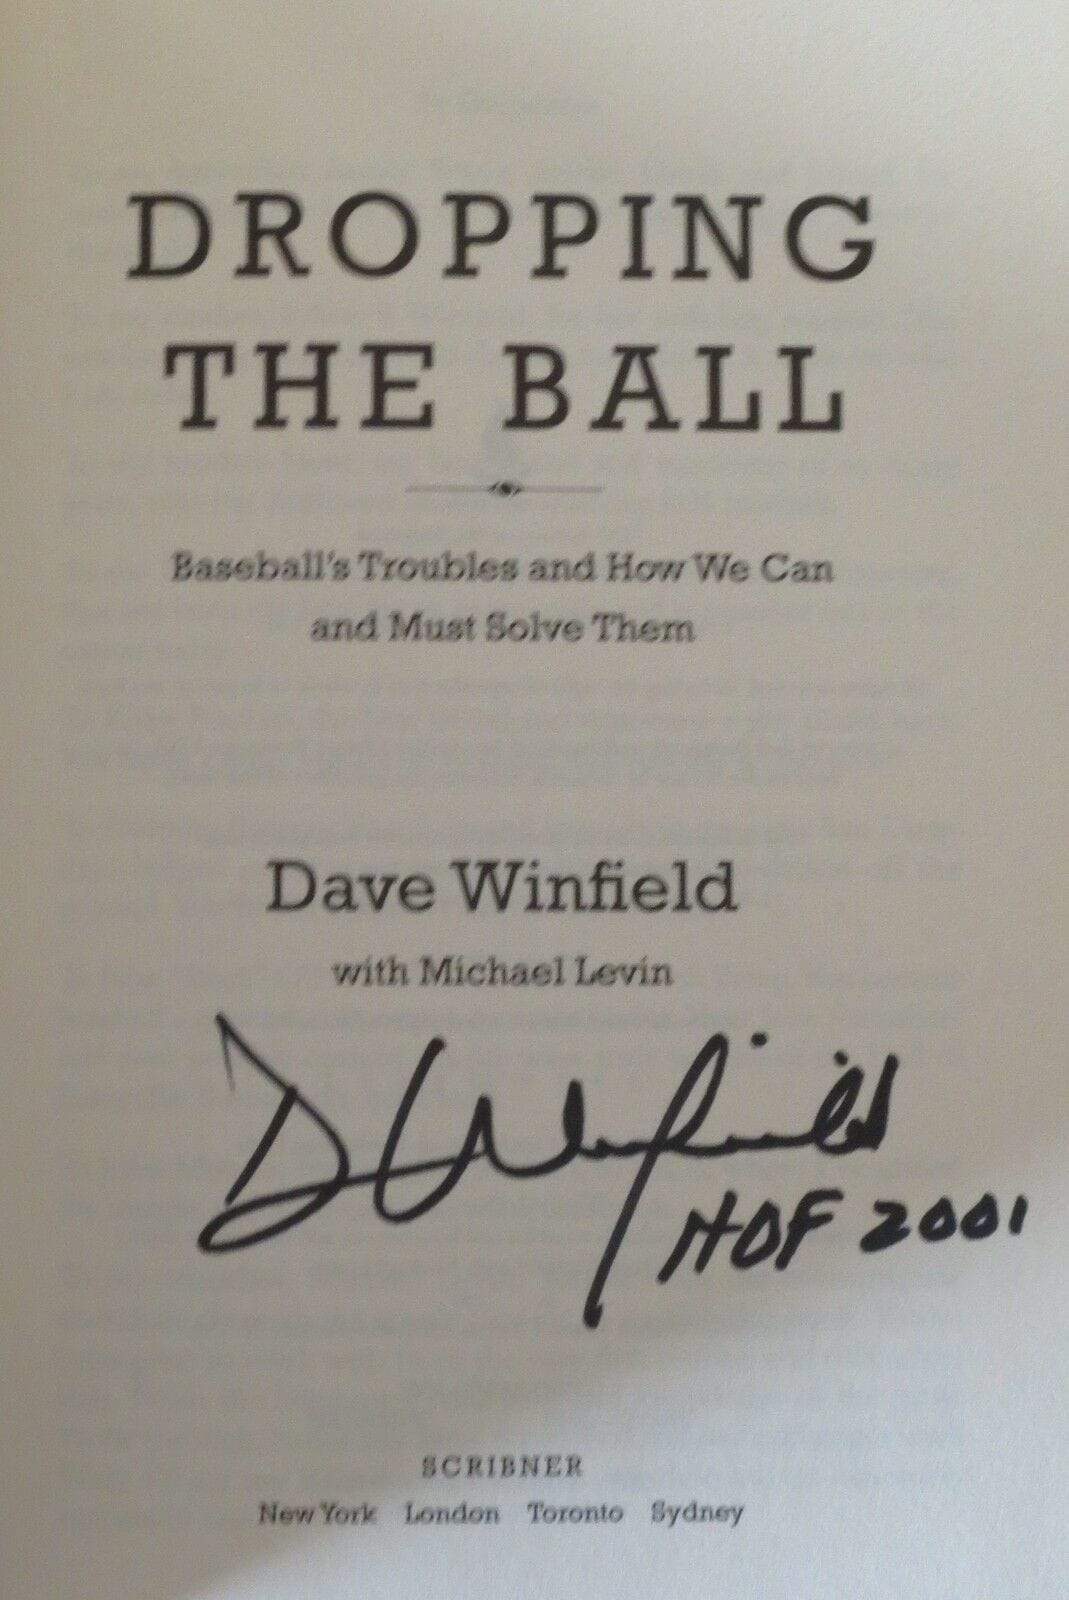 DROPPING
THE BALL
Baseball's Troubles and How We Can
and Must Solve Them
Dave Winfield
with Michael Levin
D Winfield
HOF 2001
SCRIBNER
New York London Toronto Sydney